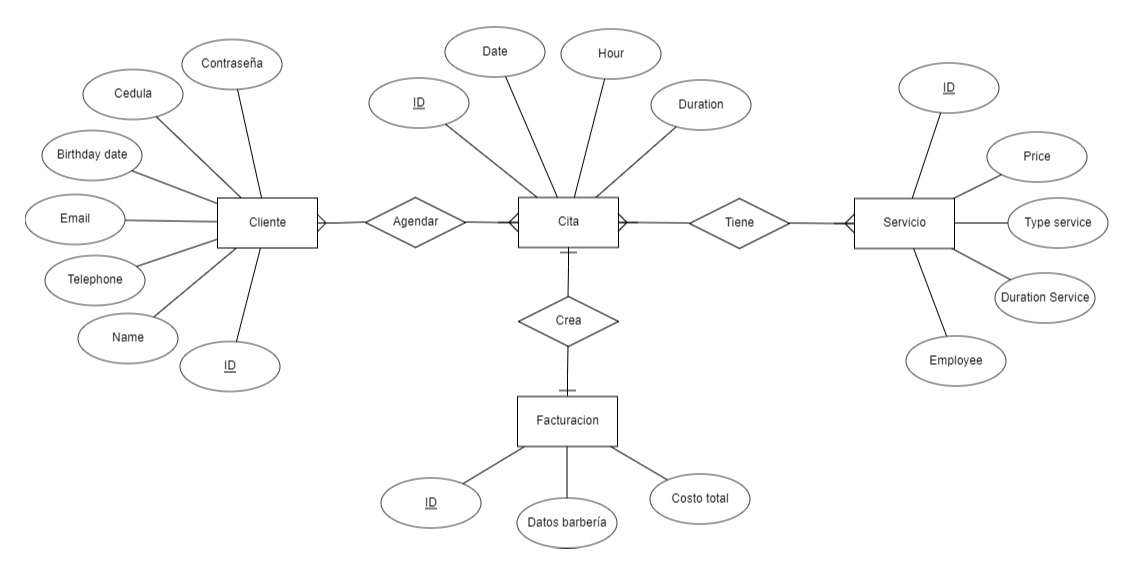 Date
Hour
Contraseña
ID
Cedula
ID
Duration
Birthday date
Price
Email
Cliente
Agendar
Cita
Tiene
Servicio
Type service
Telephone
Duration Service
Name
Crea
ID
Employee
Facturacion
ID
Datos barbería
Costo total